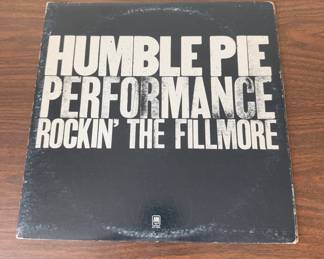 HUMBLE PIE
PERFORMANCE
ROCKIN' THE FILLMORE
A&M